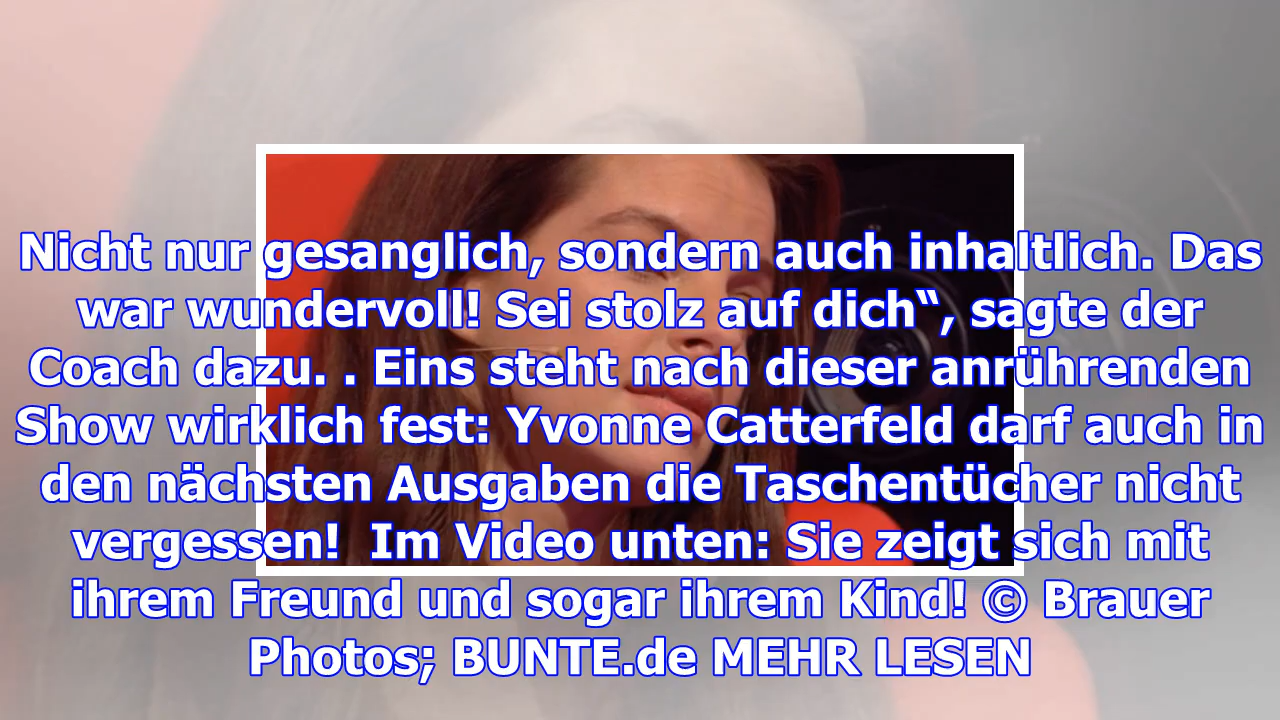 Nicht nur gesanglich, sondern auch inhaltlich. Das
war wundervoll! Sei stolz auf dich“, sagte der
Coach dazu. . Eins steht nach dieser anrührenden
Show wirklich fest: Yvonne Catterfeld darf auch in
den nächsten Ausgaben die Taschentücher nicht
vergessen!  Im Video unten: Sie zeigt sich mit
ihrem Freund und sogar ihrem Kind! © Brauer
Photos; BUNTE.de MEHR LESEN